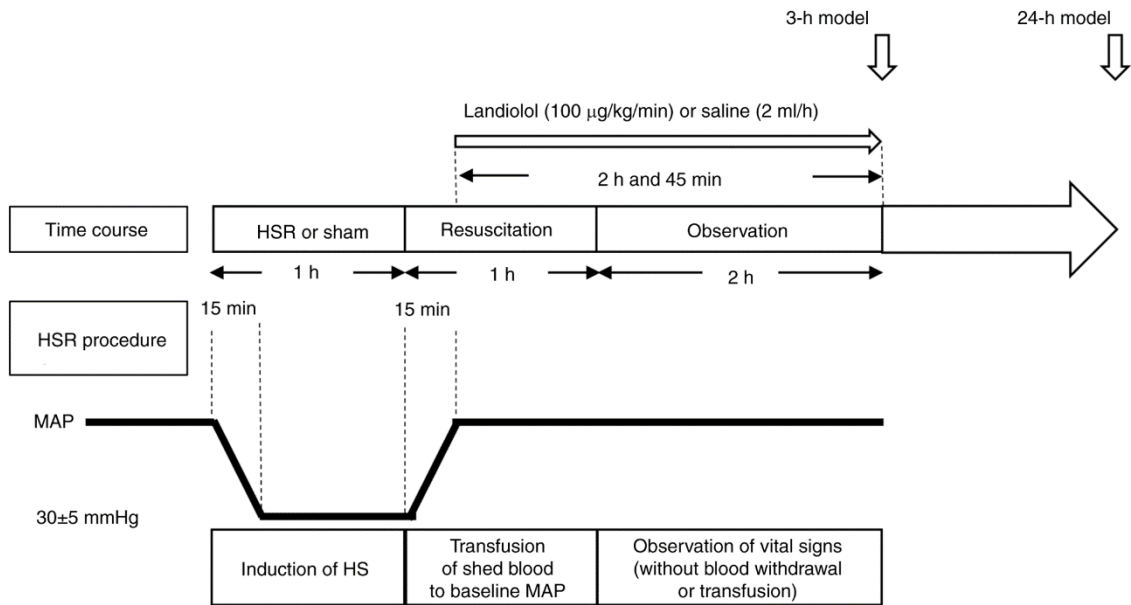 3-h model
24-h model
Landiolol (100 μg/kg/min) or saline (2 ml/h)
2 h and 45 min
Time course
HSR or sham
Resuscitation
Observation
1 h
1 h
2 h
15 min
15 min
HSR procedure
MAP
30±5 mmHg
Induction of HS
Transfusion
of shed blood
to baseline MAP
Observation of vital signs
(without blood withdrawal
or transfusion)